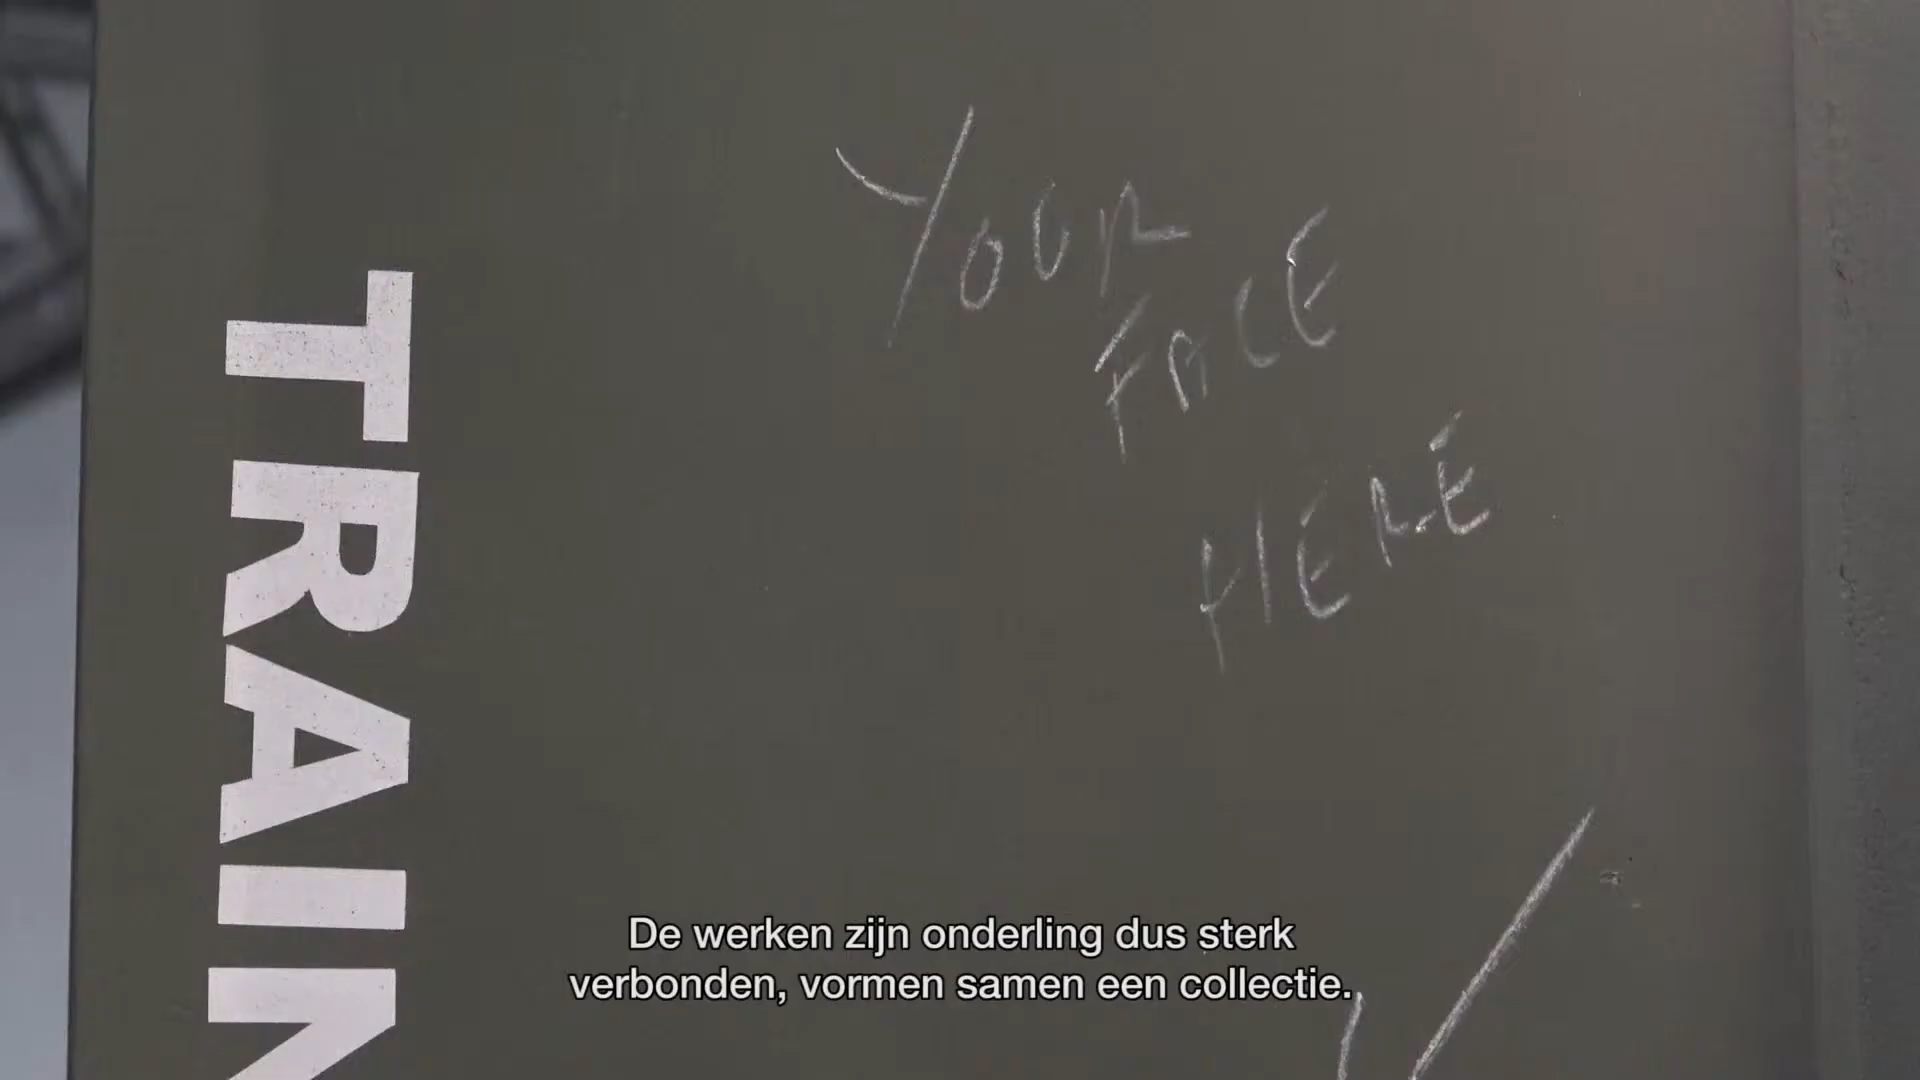 YOUR
FACE
HERE
TRAIN
De werken zijn onderling dus sterk
verbonden, vormen samen een collectie.